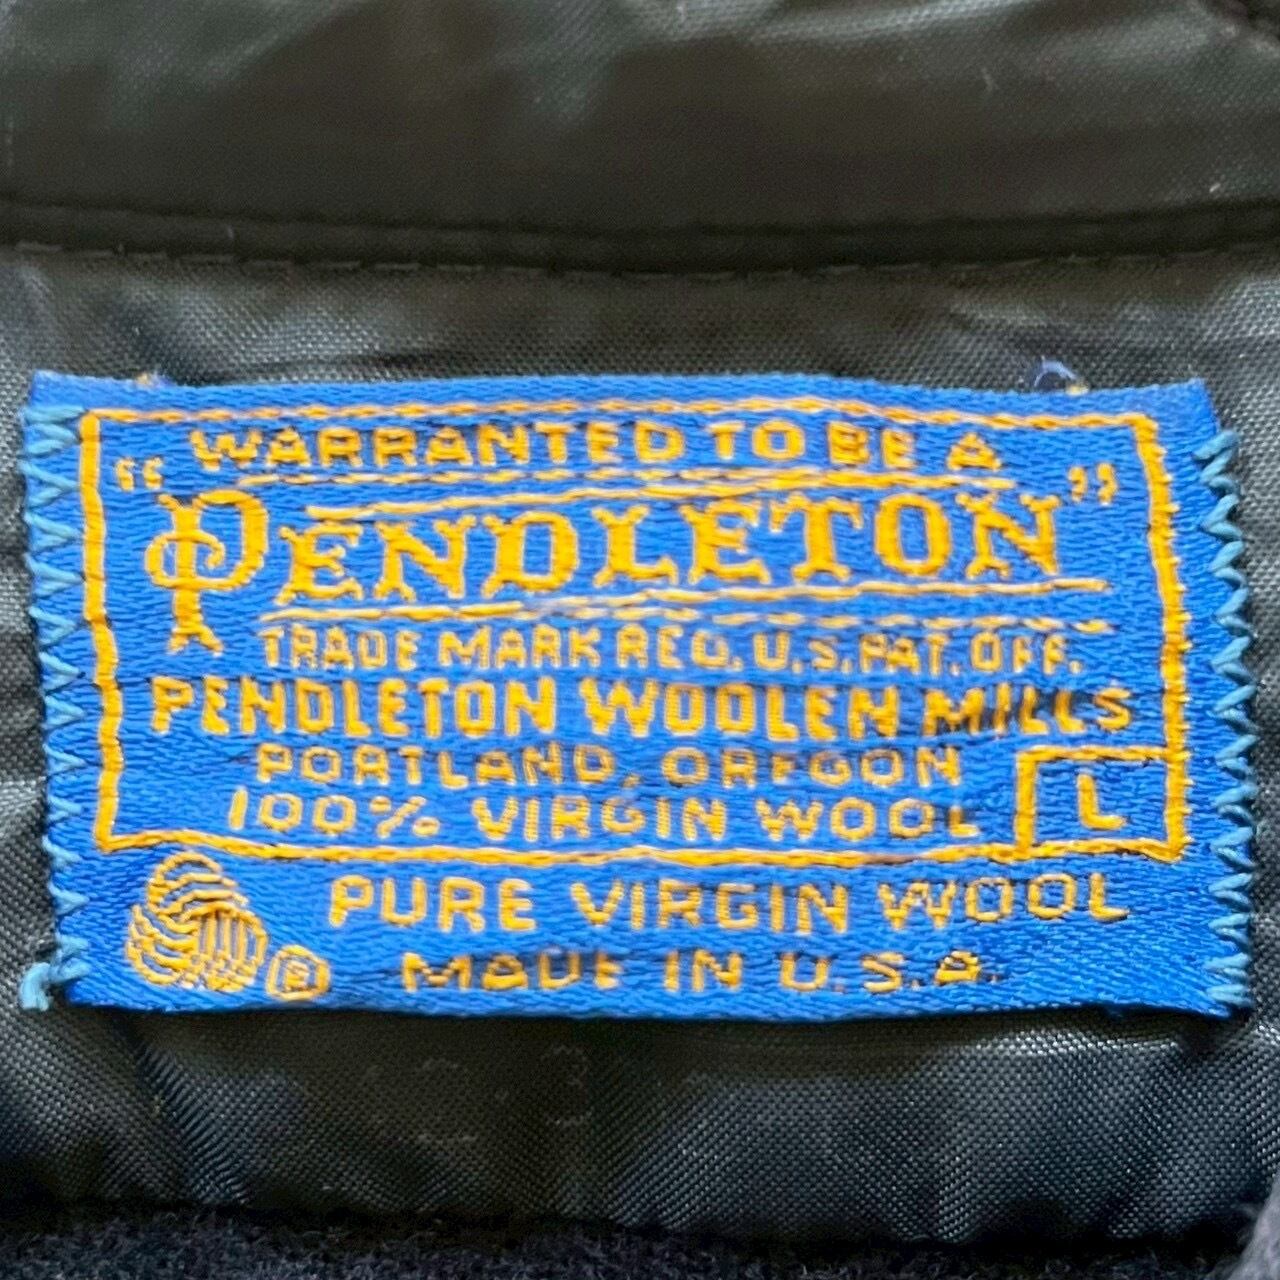 WARRANTED TO BE A
"PENDLETON"
TRADE MARK REG. U.S. PAT. OFF.
PENDLETON WOOLEN MILLS
PORTLAND, OREGON
100% VIRGIN WOOL L
PURE VIRGIN WOOL
® MADE IN U.S.A.